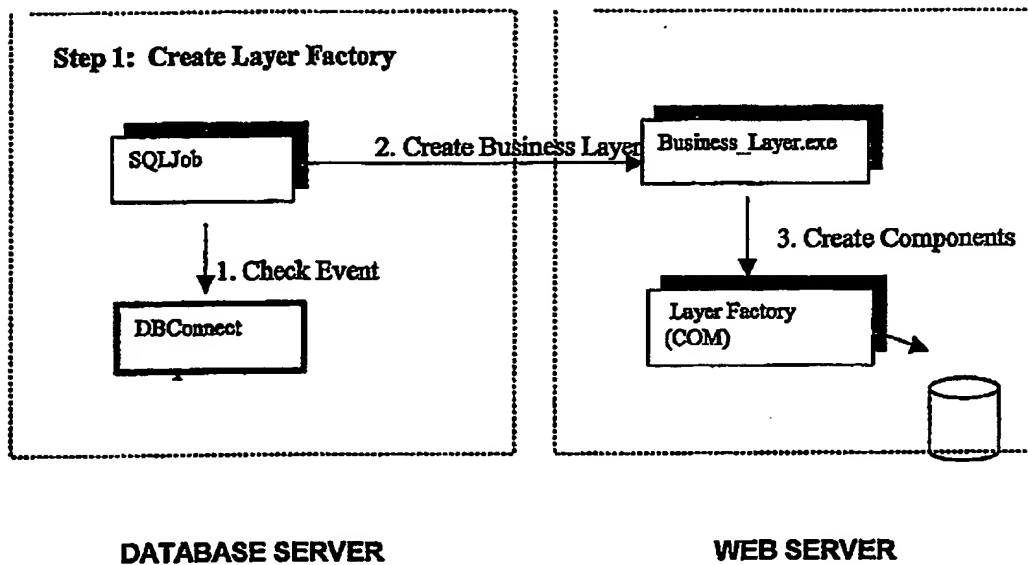 Step 1: Create Layer Factory
SQLJob
2. Create Business Layer
Business_Layer.exe
1. Check Event
3. Create Components
DBConnect
Layer Factory
(COM)
DATABASE SERVER
WEB SERVER